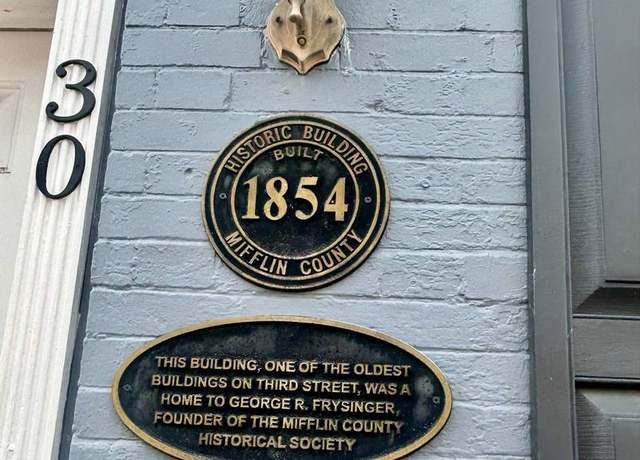 30
HISTORIC BUILDING
BUILT
1854
MIFFLIN COUNTY
THIS BUILDING, ONE OF THE OLDEST
BUILDINGS ON THIRD STREET, WAS A
HOME TO GEORGE R. FRYSINGER,
FOUNDER OF THE MIFFLIN COUNTY
HISTORICAL SOCIETY